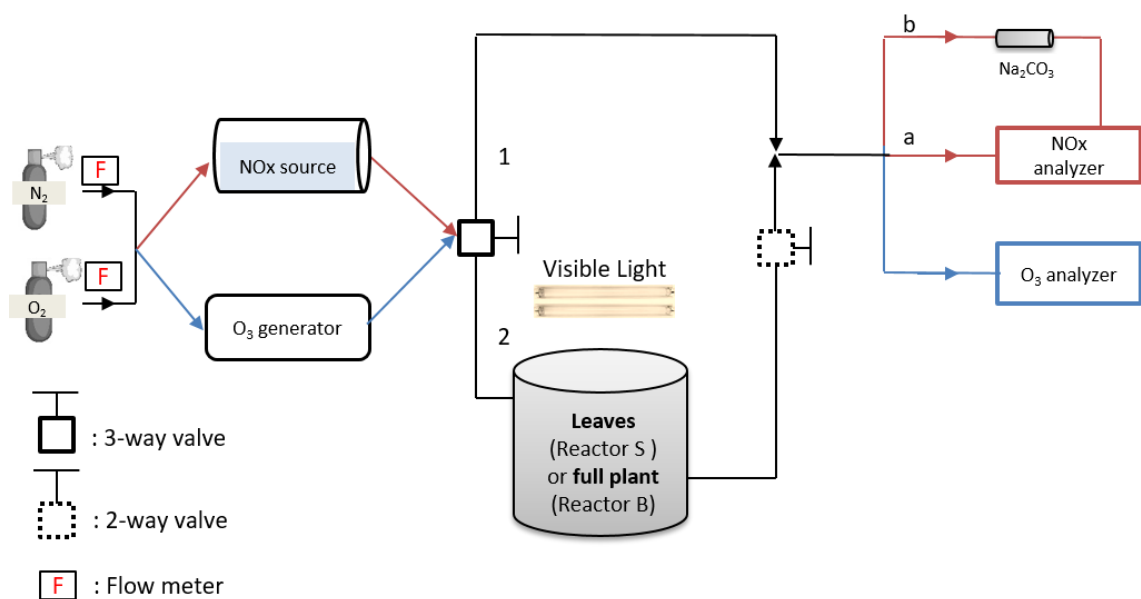 b
Na₂CO₃
1
NOx source
a
NOx
analyzer
F
N₂
F
O₂
Visible Light
O₃ analyzer
O₃ generator
2
Leaves
(Reactor S )
or full plant
(Reactor B)
: 3-way valve
: 2-way valve
F : Flow meter